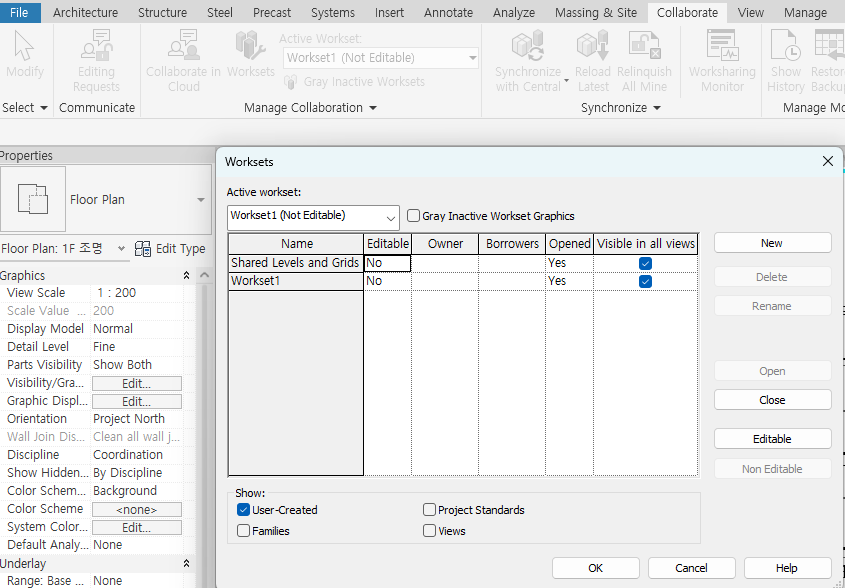 File Architecture Structure Steel Precast Systems Insert Annotate Analyze Massing & Site Collaborate View Manage
Modify
Editing
Requests
Collaborate in
Cloud
Worksets
Active Workset:
Workset1 (Not Editable)
Gray Inactive Worksets
Synchronize
with Central
Reload
Latest
Relinquish
All Mine
Worksharing
Monitor
Show
History
Restore
Backup
Select Communicate Manage Collaboration Synchronize Manage Mo
Properties
Floor Plan
Floor Plan: 1F 조명 Edit Type
Graphics
View Scale 1 : 200
Scale Value ... 200
Display Model Normal
Detail Level Fine
Parts Visibility Show Both
Visibility/Gra... Edit...
Graphic Displ... Edit...
Orientation Project North
Wall Join Dis... Clean all wall j...
Discipline Coordination
Show Hidden... By Discipline
Color Schem... Background
Color Scheme <none>
System Color... Edit...
Default Analy... None
Underlay
Range: Base ... None
Worksets
Active workset:
Workset1 (Not Editable) Gray Inactive Workset Graphics
Name Editable Owner Borrowers Opened Visible in all views
Shared Levels and Grids No Yes
Workset1 No Yes
New
Delete
Rename
Open
Close
Editable
Non Editable
Show:
User-Created Project Standards
Families Views
OK Cancel Help